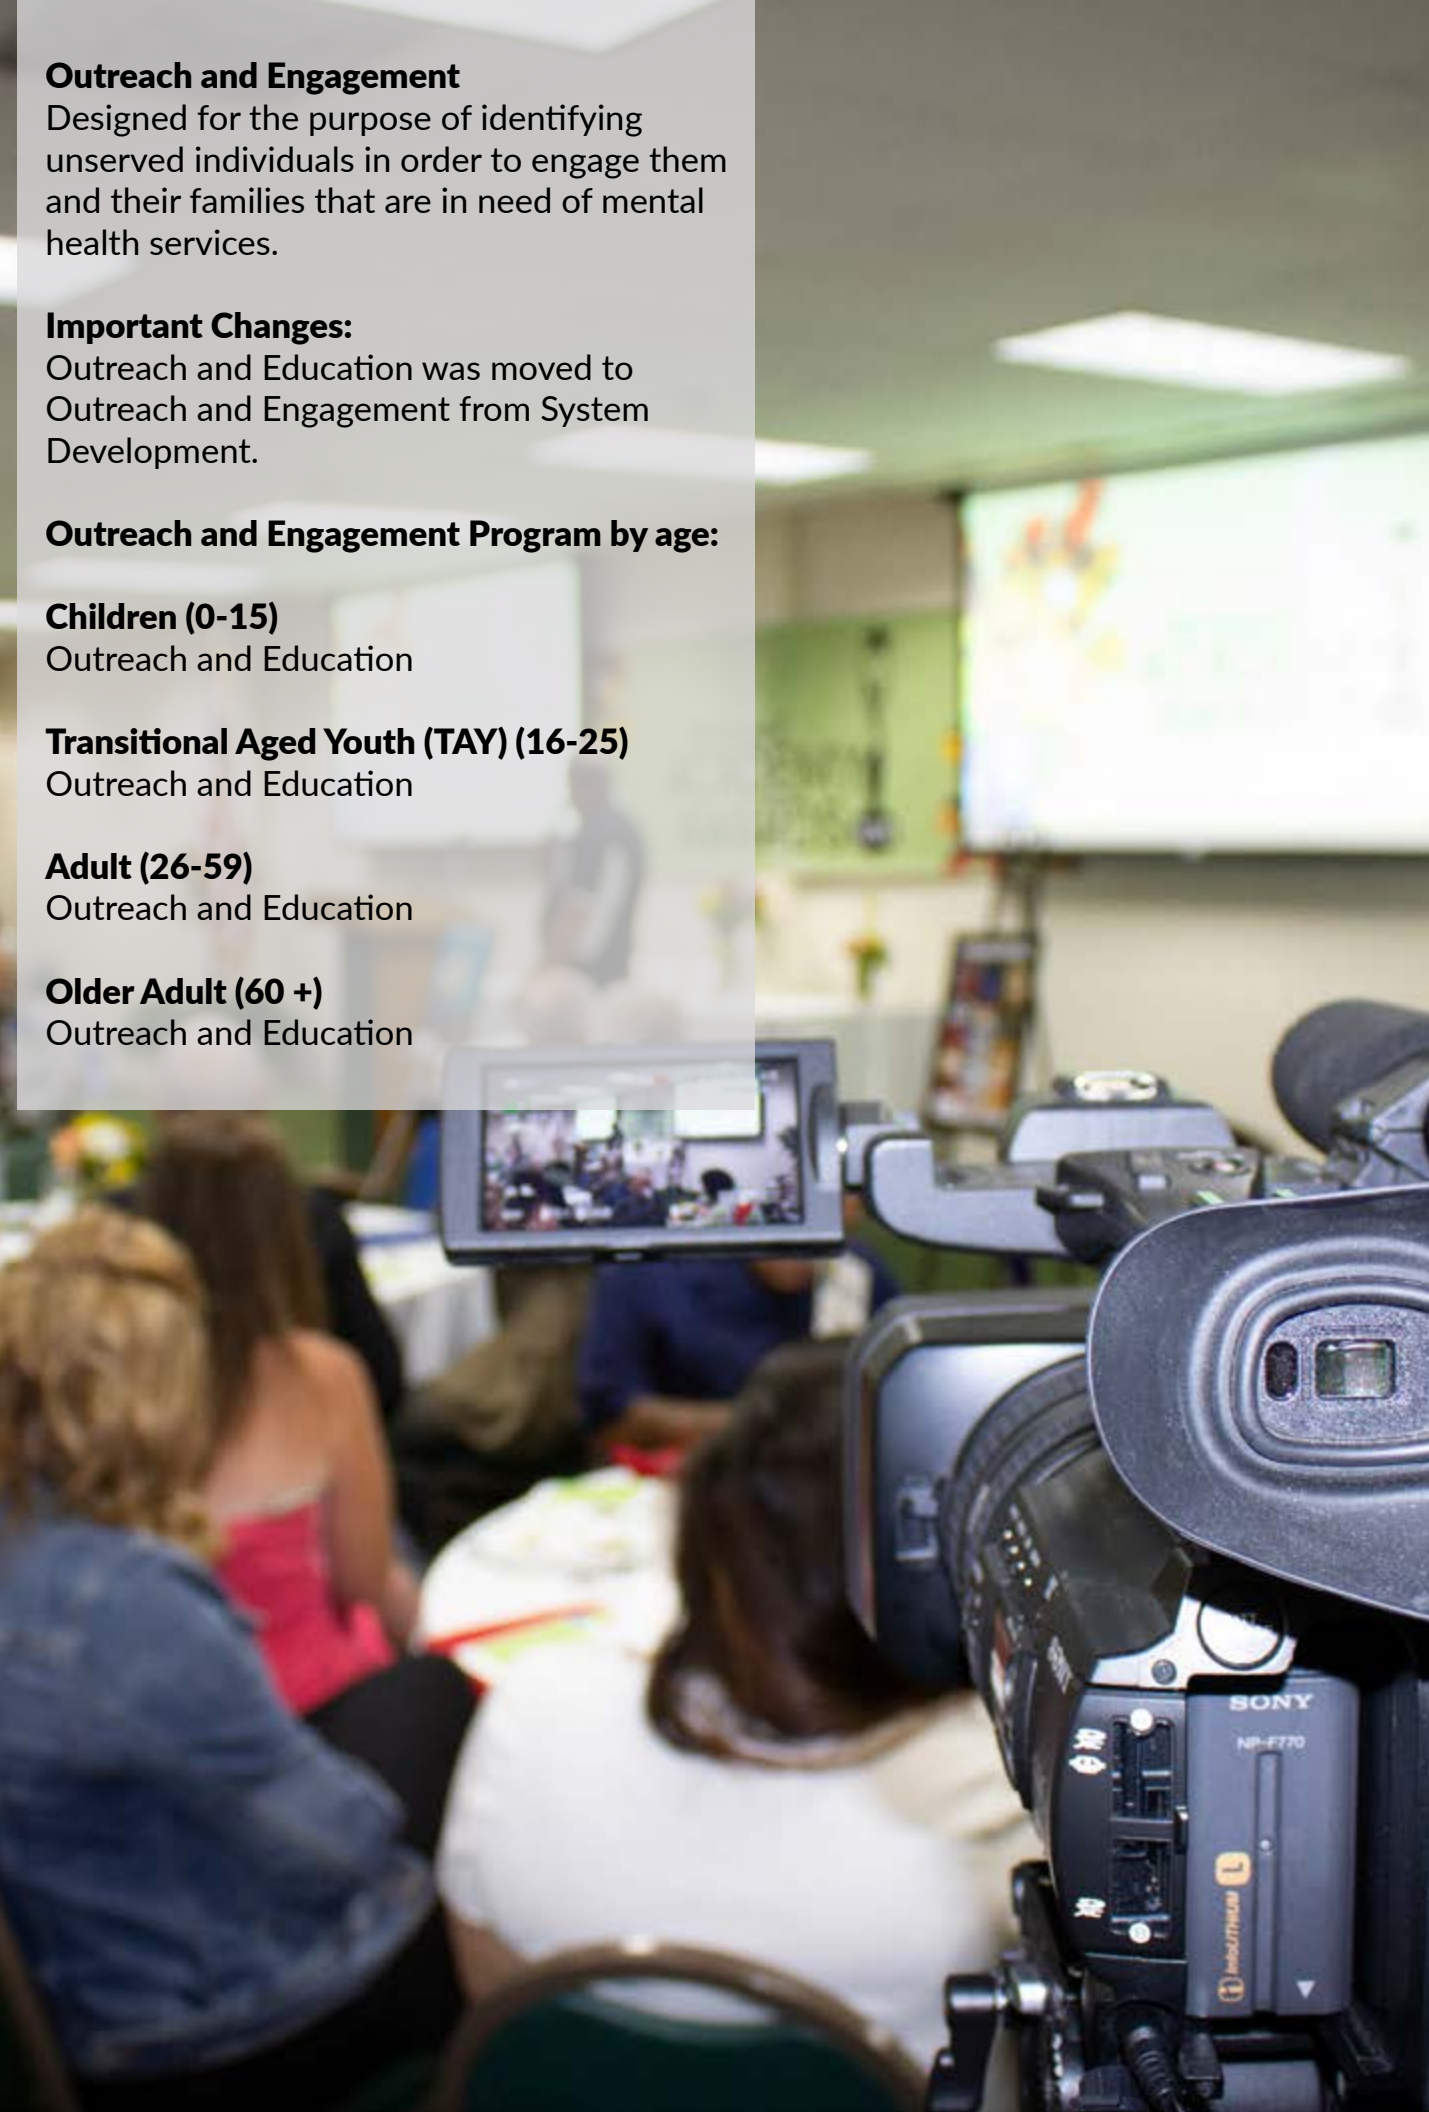 Outreach and Engagement
Designed for the purpose of identifying
unserved individuals in order to engage them
and their families that are in need of mental
health services.
Important Changes:
Outreach and Education was moved to
Outreach and Engagement from System
Development.
Outreach and Engagement Program by age:
Children (0-15)
Outreach and Education
Transitional Aged Youth (TAY) (16-25)
Outreach and Education
Adult (26-59)
Outreach and Education
Older Adult (60 +)
Outreach and Education
SONY
NP-F770
InfoLITHIUM L